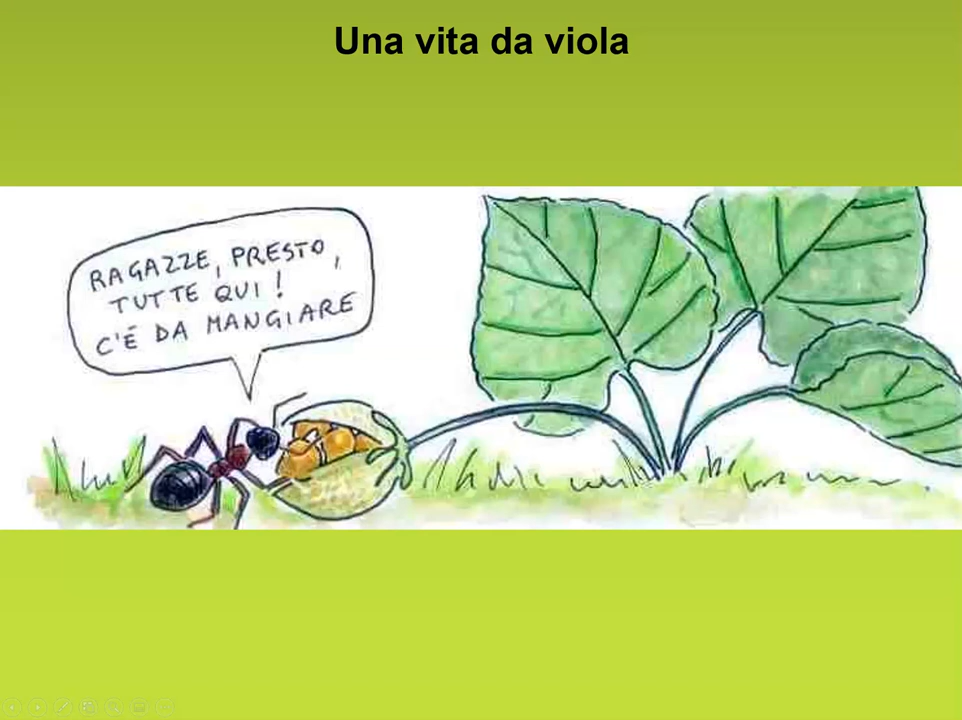 Una vita da viola
RAGAZZE, PRESTO,
TUTTE QUI!
C'É DA MANGIARE